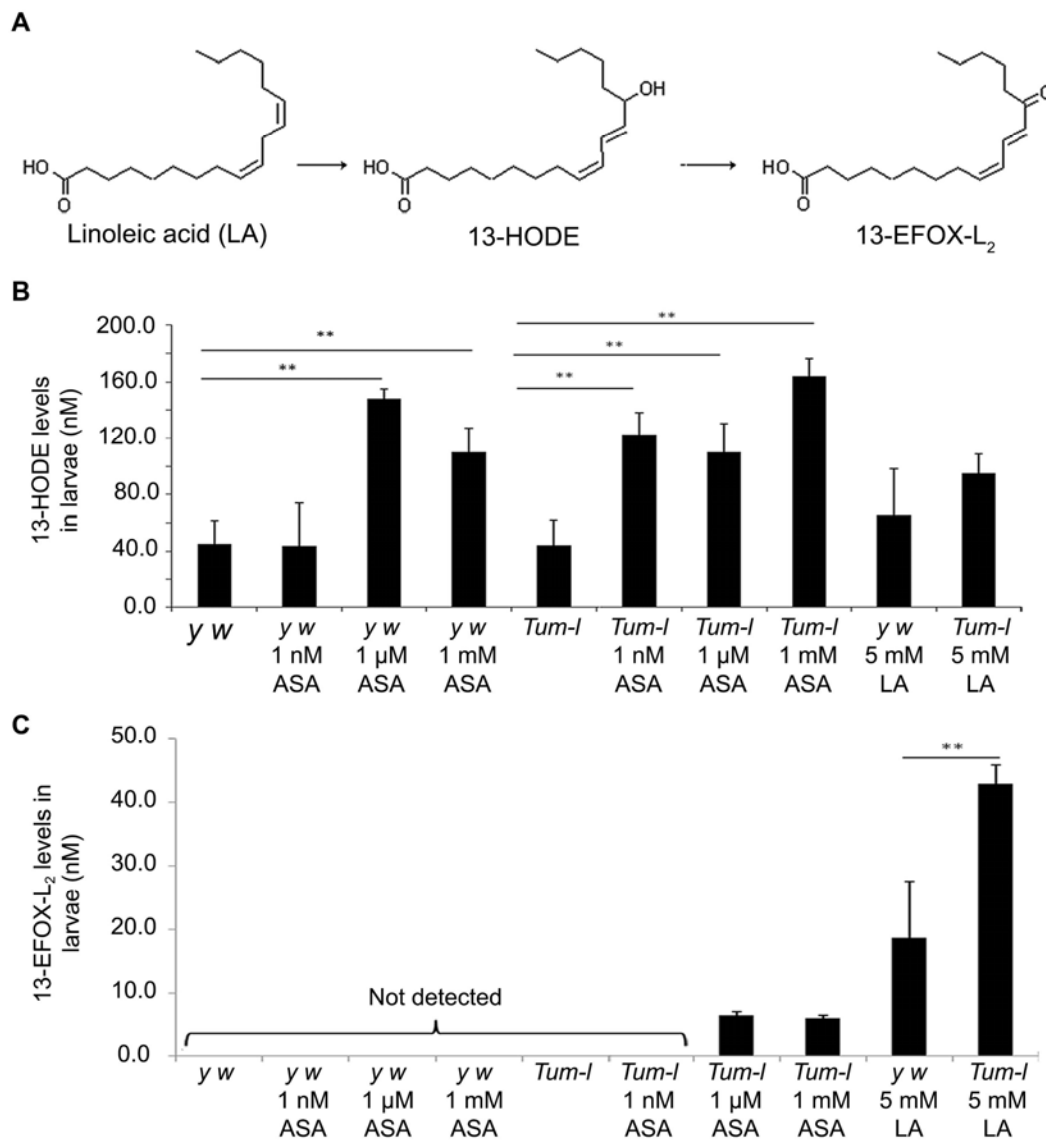 A
HO
O
Linoleic acid (LA)
HO
O
OH
13-HODE
HO
O
O
13-EFOX-L2
B
13-HODE levels
in larvae (nM)
200.0
160.0
120.0
80.0
40.0
0.0
**
**
**
**
**
y w
y w
1 nM
ASA
y w
1 µM
ASA
y w
1 mM
ASA
Tum-l
Tum-l
1 nM
ASA
Tum-l
1 µM
ASA
Tum-l
1 mM
ASA
y w
5 mM
LA
Tum-l
5 mM
LA
C
13-EFOX-L2 levels in
larvae (nM)
50.0
40.0
30.0
20.0
10.0
0.0
Not detected
**
y w
y w
1 nM
ASA
y w
1 µM
ASA
y w
1 mM
ASA
Tum-l
Tum-l
1 nM
ASA
Tum-l
1 µM
ASA
Tum-l
1 mM
ASA
y w
5 mM
LA
Tum-l
5 mM
LA